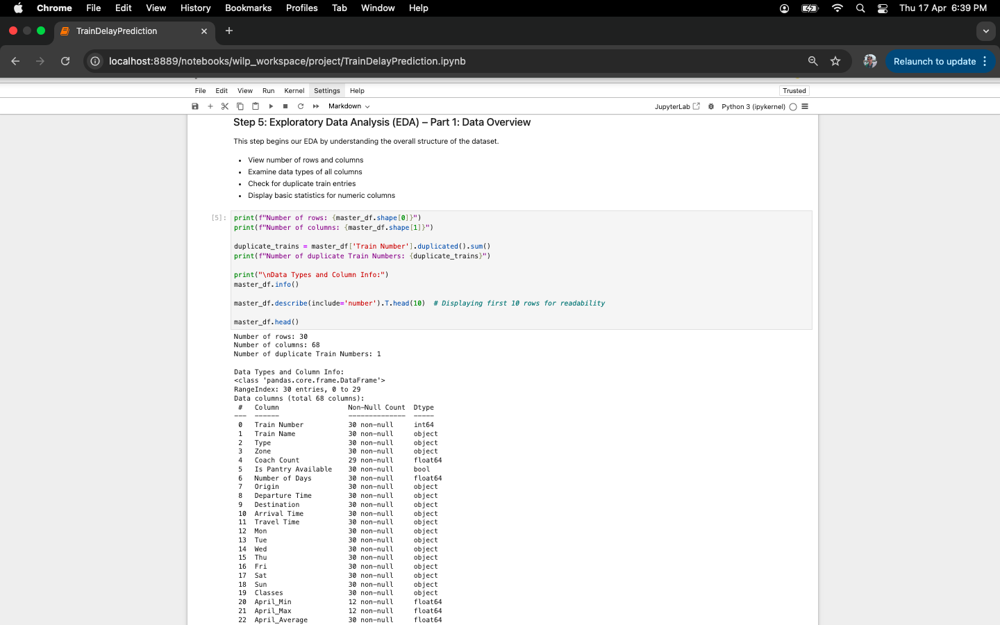 Chrome File Edit View History Bookmarks Profiles Tab Window Help Thu 17 Apr 6:39 PM
TrainDelayPrediction
localhost:8889/notebooks/wilp_workspace/project/TrainDelayPrediction.ipynb Relaunch to update
File Edit View Run Kernel Settings Help Trusted
Markdown JupyterLab Python 3 (ipykernel)
Step 5: Exploratory Data Analysis (EDA) – Part 1: Data Overview
This step begins our EDA by understanding the overall structure of the dataset.
• View number of rows and columns
• Examine data types of all columns
• Check for duplicate train entries
• Display basic statistics for numeric columns
[5]: print(f"Number of rows: {master_df.shape[0]}")
print(f"Number of columns: {master_df.shape[1]}")
duplicate_trains = master_df['Train Number'].duplicated().sum()
print(f"Number of duplicate Train Numbers: {duplicate_trains}")
print("\nData Types and Column Info:")
master_df.info()
master_df.describe(include='number').T.head(10)  # Displaying first 10 rows for readability
master_df.head()
Number of rows: 30
Number of columns: 68
Number of duplicate Train Numbers: 1
Data Types and Column Info:
<class 'pandas.core.frame.DataFrame'>
RangeIndex: 30 entries, 0 to 29
Data columns (total 68 columns):
 #   Column              Non-Null Count  Dtype
---  ------              --------------  -----
 0   Train Number        30 non-null     int64
 1   Train Name          30 non-null     object
 2   Type                30 non-null     object
 3   Zone                30 non-null     object
 4   Coach Count         29 non-null     float64
 5   Is Pantry Available 30 non-null     bool
 6   Number of Days      30 non-null     float64
 7   Origin              30 non-null     object
 8   Departure Time      30 non-null     object
 9   Destination         30 non-null     object
 10  Arrival Time        30 non-null     object
 11  Travel Time         30 non-null     object
 12  Mon                 30 non-null     object
 13  Tue                 30 non-null     object
 14  Wed                 30 non-null     object
 15  Thu                 30 non-null     object
 16  Fri                 30 non-null     object
 17  Sat                 30 non-null     object
 18  Sun                 30 non-null     object
 19  Classes             30 non-null     object
 20  April_Min           12 non-null     float64
 21  April_Max           12 non-null     float64
 22  April_Average       30 non-null     float64